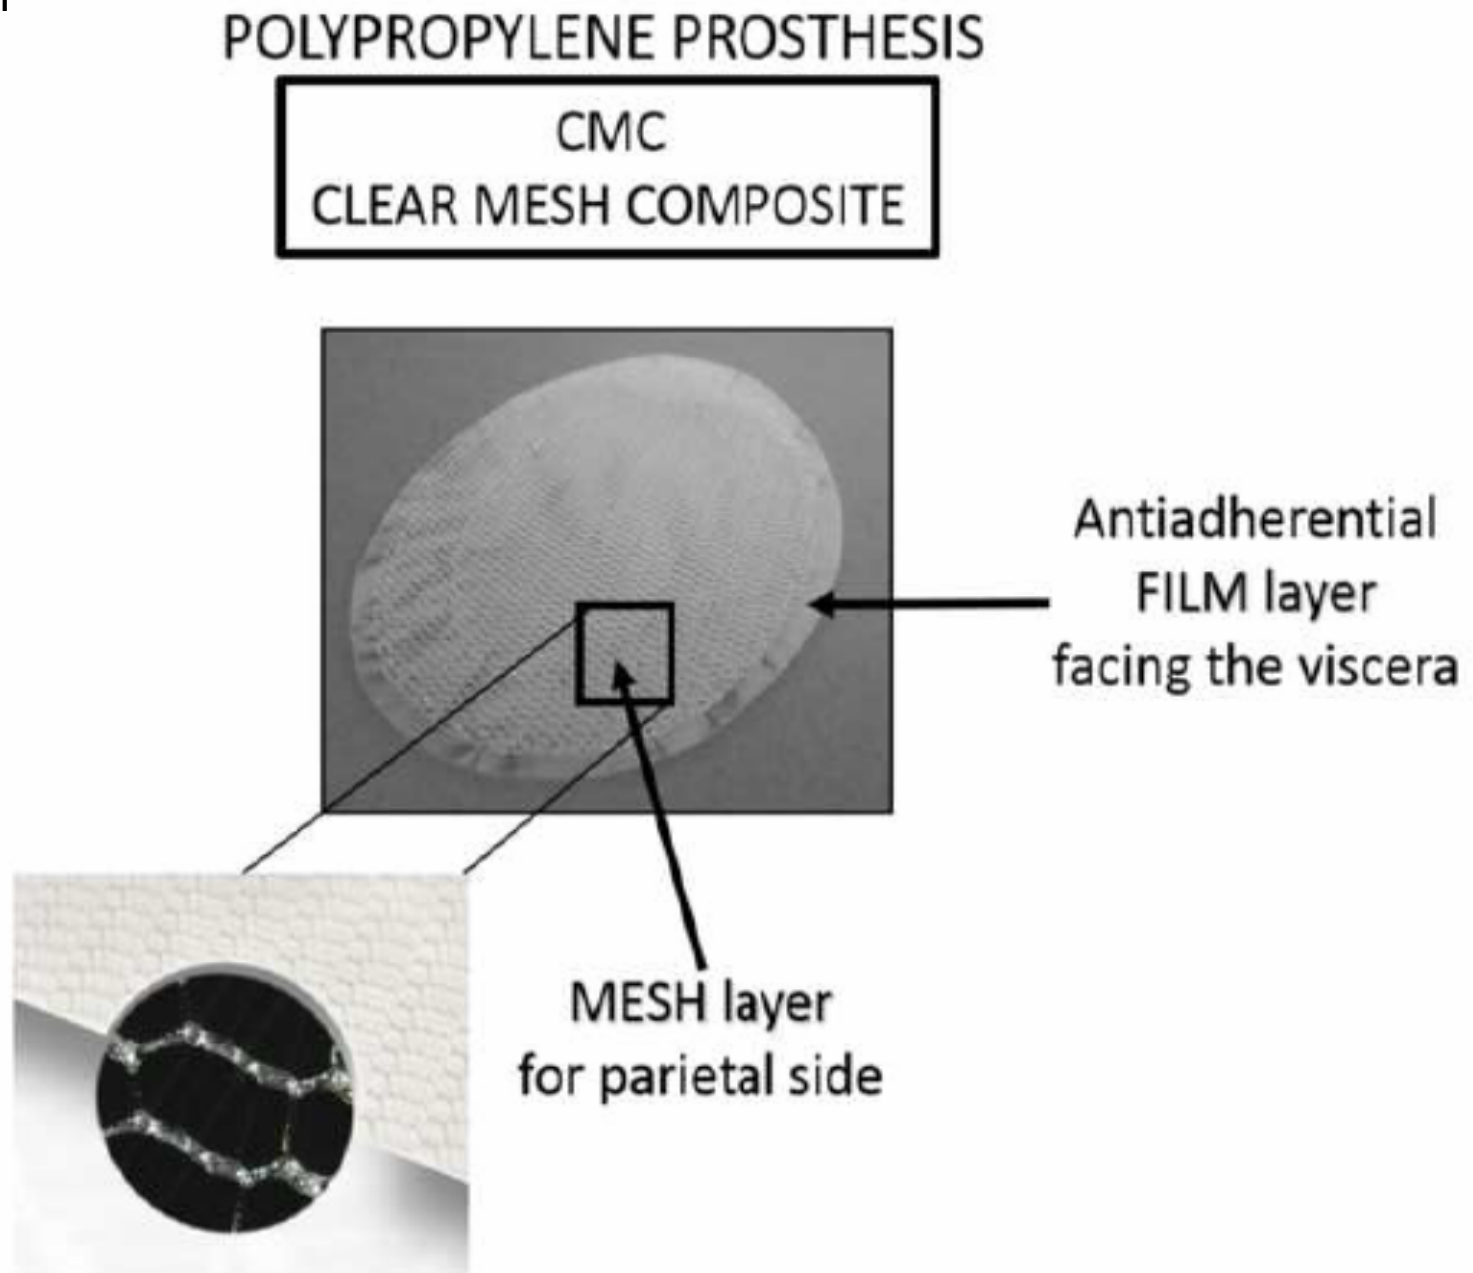 POLYPROPYLENE PROSTHESIS
CMC
CLEAR MESH COMPOSITE
Antiadherential
FILM layer
facing the viscera
MESH layer
for parietal side